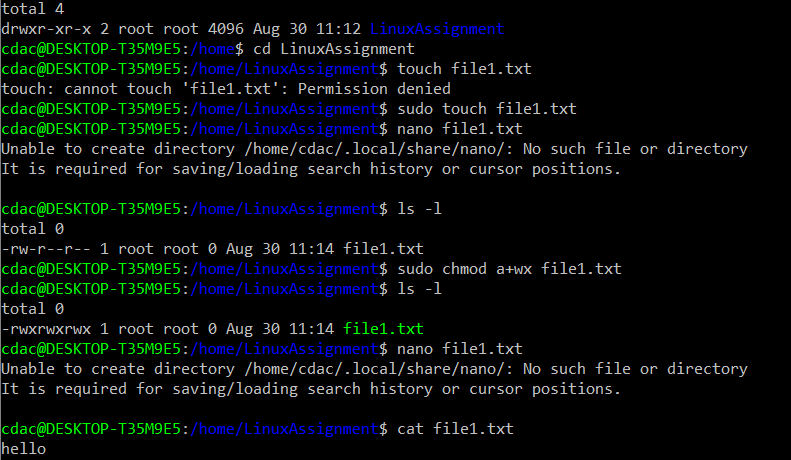 total 4
drwxr-xr-x 2 root root 4096 Aug 30 11:12 LinuxAssignment
cdac@DESKTOP-T35M9E5:/home$ cd LinuxAssignment
cdac@DESKTOP-T35M9E5:/home/LinuxAssignment$ touch file1.txt
touch: cannot touch 'file1.txt': Permission denied
cdac@DESKTOP-T35M9E5:/home/LinuxAssignment$ sudo touch file1.txt
cdac@DESKTOP-T35M9E5:/home/LinuxAssignment$ nano file1.txt
Unable to create directory /home/cdac/.local/share/nano/: No such file or directory
It is required for saving/loading search history or cursor positions.

cdac@DESKTOP-T35M9E5:/home/LinuxAssignment$ ls -l
total 0
-rw-r--r-- 1 root root 0 Aug 30 11:14 file1.txt
cdac@DESKTOP-T35M9E5:/home/LinuxAssignment$ sudo chmod a+wx file1.txt
cdac@DESKTOP-T35M9E5:/home/LinuxAssignment$ ls -l
total 0
-rwxrwxrwx 1 root root 0 Aug 30 11:14 file1.txt
cdac@DESKTOP-T35M9E5:/home/LinuxAssignment$ nano file1.txt
Unable to create directory /home/cdac/.local/share/nano/: No such file or directory
It is required for saving/loading search history or cursor positions.

cdac@DESKTOP-T35M9E5:/home/LinuxAssignment$ cat file1.txt
hello